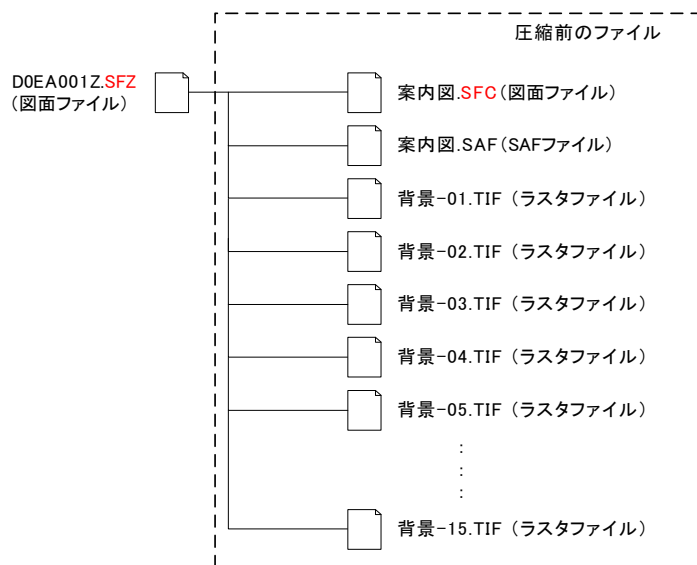 圧縮前のファイル
D0EA001Z.SFZ
(図面ファイル)
案内図.SFC(図面ファイル)
案内図.SAF(SAFファイル)
背景-01.TIF (ラスタファイル)
背景-02.TIF (ラスタファイル)
背景-03.TIF (ラスタファイル)
背景-04.TIF (ラスタファイル)
背景-05.TIF (ラスタファイル)
:
:
:
背景-15.TIF (ラスタファイル)